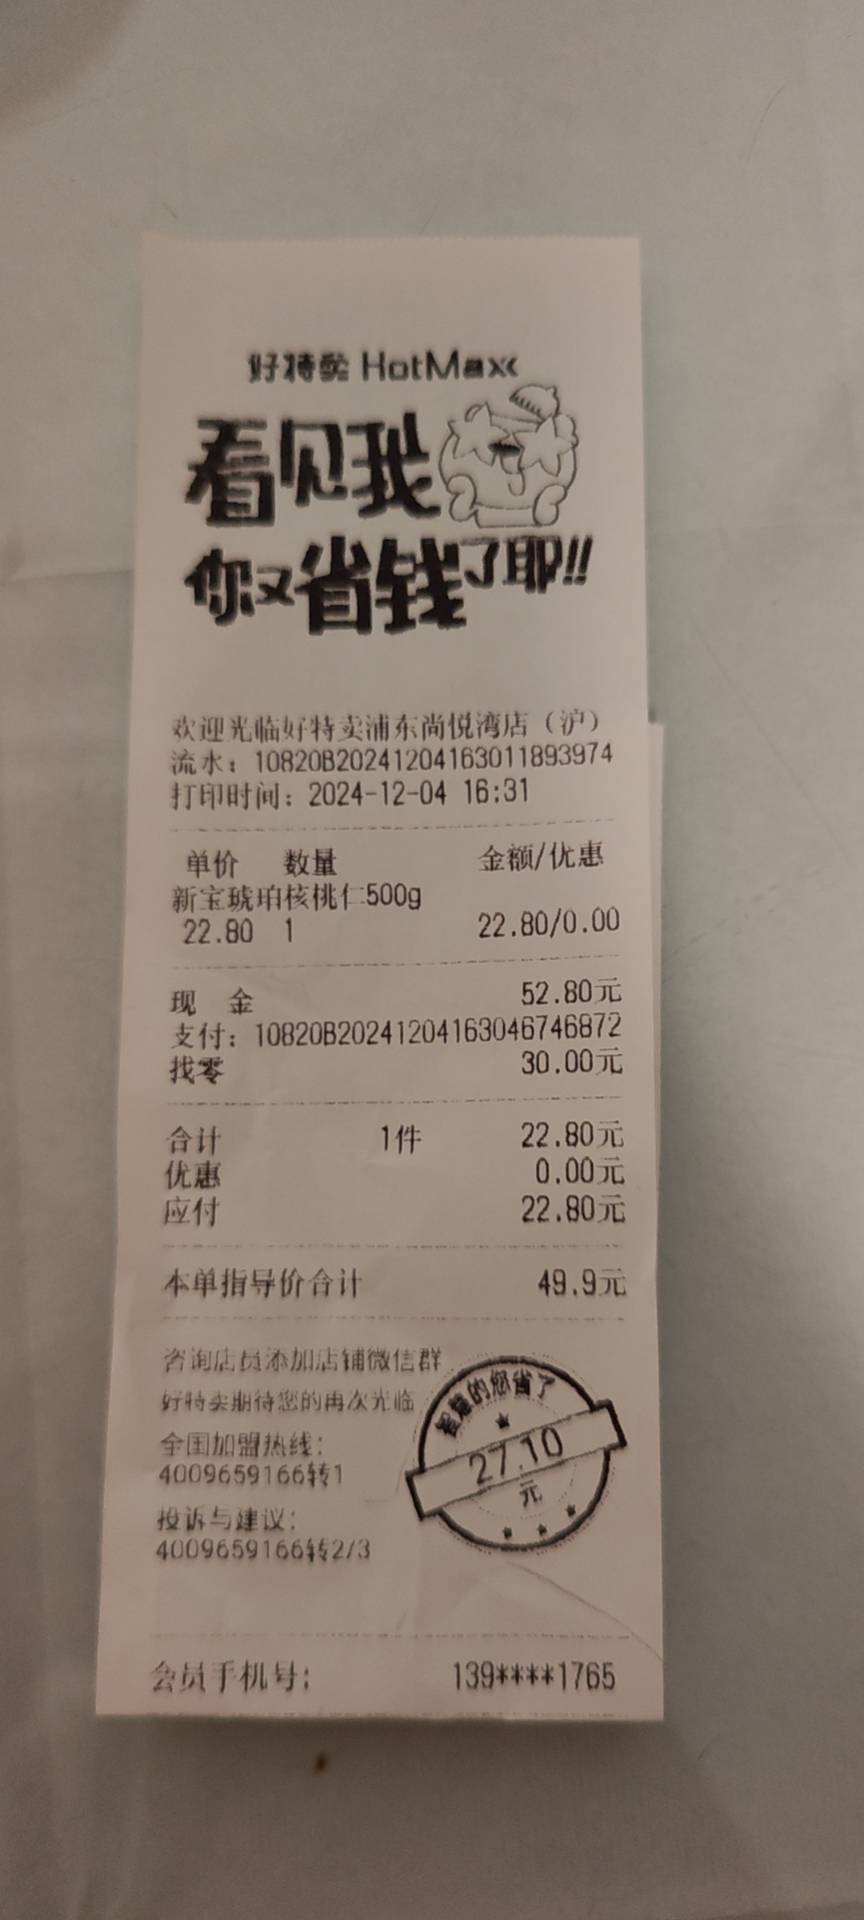 好特卖 HotMaxx
看见我
你又省钱了耶!!
欢迎光临好特卖浦东尚悦湾店（沪）
流水：10820B20241204163011893974
打印时间：2024-12-04 16:31
单价 数量 金额/优惠
新宝琥珀核桃仁500g
22.80 1 22.80/0.00
现 金 52.80元
支付：10820B20241204163046746872
找零 30.00元
合计 1件 22.80元
优惠 0.00元
应付 22.80元
本单指导价合计 49.9元
咨询店员添加店铺微信群
好特卖期待您的再次光临
全国加盟热线：
4009659166转1
投诉与建议：
4009659166转2/3
智慧的您省了
27.10
元
会员手机号： 139****1765